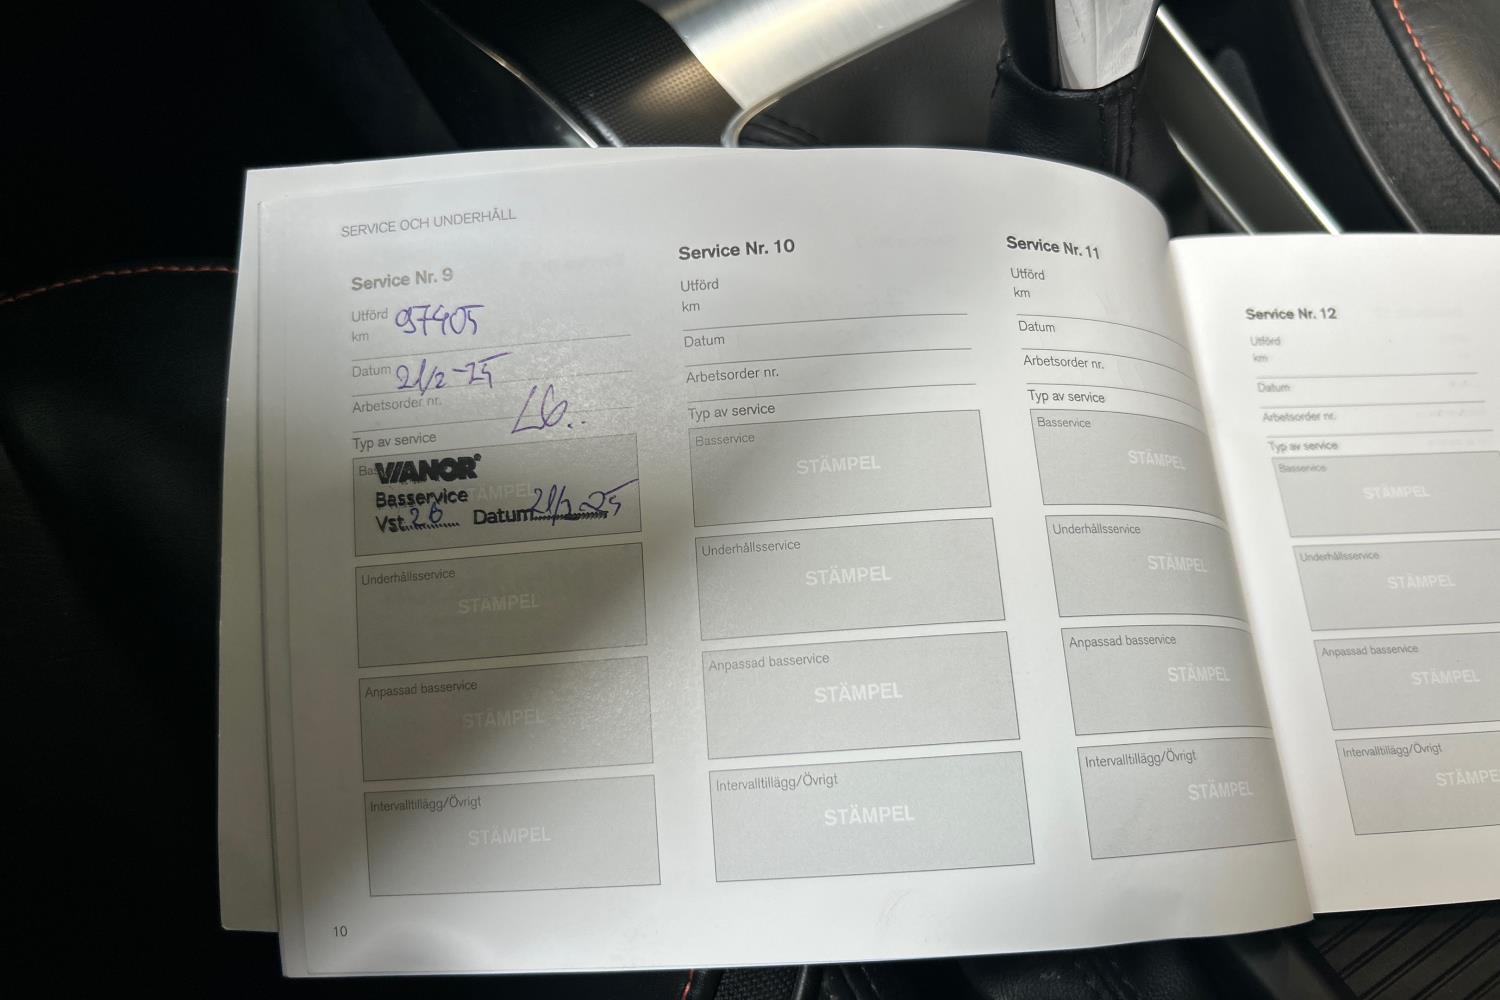 SERVICE OCH UNDERHÅLL
Service Nr. 9
Utförd
km 97405
Datum 21/2-25
Arbetsorder nr.
Typ av service
VIANOR
Basservice
Vst. 26 Datum 21/2-25
STÄMPEL
Underhållsservice
STÄMPEL
Anpassad basservice
STÄMPEL
Intervalltillägg/Övrigt
STÄMPEL
10
Service Nr. 10
Utförd
km
Datum
Arbetsorder nr.
Typ av service
Basservice
STÄMPEL
Underhållsservice
STÄMPEL
Anpassad basservice
STÄMPEL
Intervalltillägg/Övrigt
STÄMPEL
Service Nr. 11
Utförd
km
Datum
Arbetsorder nr.
Typ av service
Basservice
STÄMPEL
Underhållsservice
STÄMPEL
Anpassad basservice
STÄMPEL
Intervalltillägg/Övrigt
STÄMPEL
Service Nr. 12
Utförd
km
Datum
Arbetsorder nr.
Typ av service
Basservice
STÄMPEL
Underhållsservice
STÄMPEL
Anpassad basservice
STÄMPEL
Intervalltillägg/Övrigt
STÄMPE